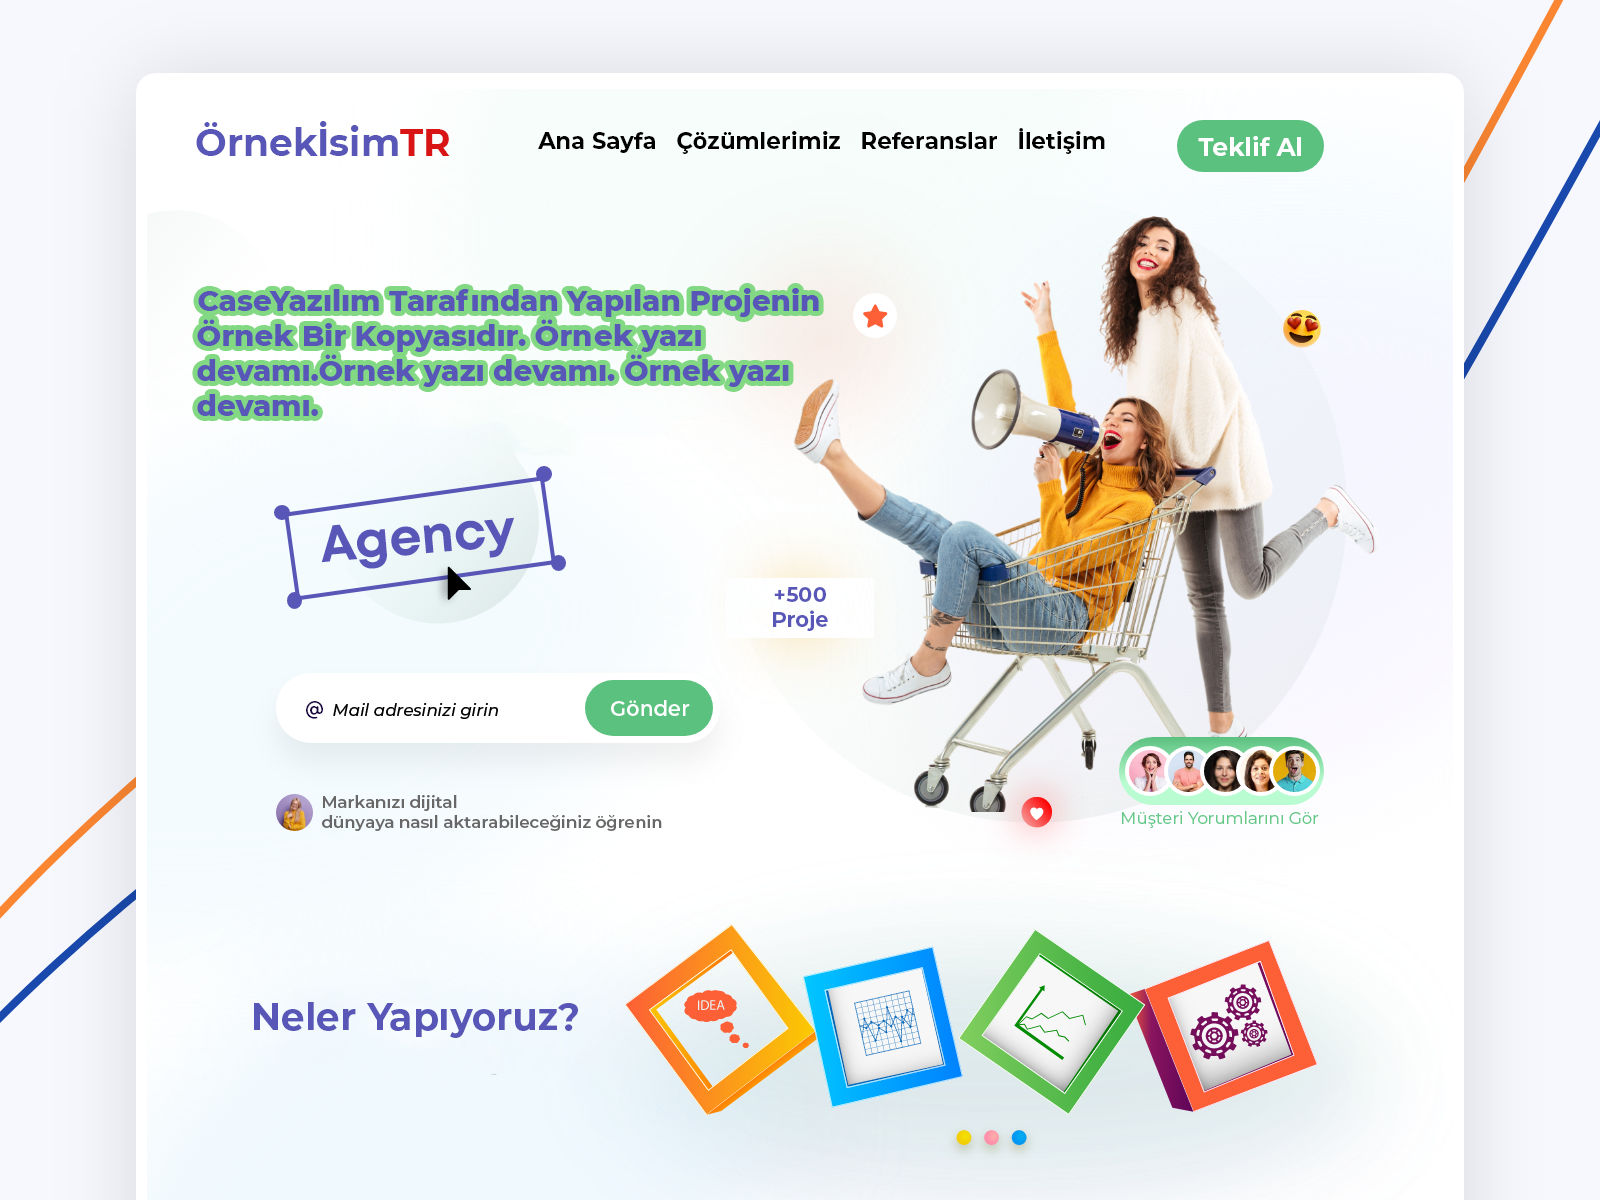 ÖrnekİsimTR
Ana Sayfa Çözümlerimiz Referanslar İletişim
Teklif Al
CaseYazılım Tarafından Yapılan Projenin
Örnek Bir Kopyasıdır. Örnek yazı
devamı.Örnek yazı devamı. Örnek yazı
devamı.
Agency
+500
Proje
@ Mail adresinizi girin
Gönder
Markanızı dijital
dünyaya nasıl aktarabileceğiniz öğrenin
Müşteri Yorumlarını Gör
Neler Yapıyoruz?
IDEA